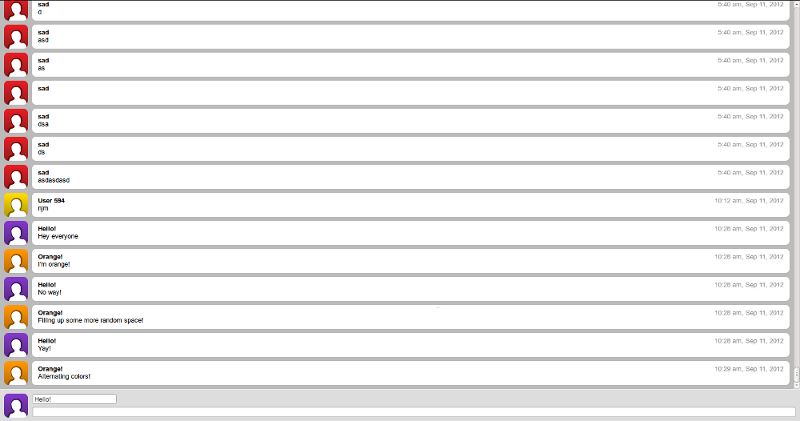 sad 5:40 am, Sep 11, 2012
d
sad 5:40 am, Sep 11, 2012
asd
sad 5:40 am, Sep 11, 2012
as
sad 5:40 am, Sep 11, 2012
sad 5:40 am, Sep 11, 2012
dsa
sad 5:40 am, Sep 11, 2012
ds
sad 5:40 am, Sep 11, 2012
asdasdasd
User 594 10:12 am, Sep 11, 2012
njm
Hello! 10:28 am, Sep 11, 2012
Hey everyone
Orange! 10:28 am, Sep 11, 2012
I'm orange!
Hello! 10:28 am, Sep 11, 2012
No way!
Orange! 10:28 am, Sep 11, 2012
Filling up some more random space!
Hello! 10:28 am, Sep 11, 2012
Yay!
Orange! 10:29 am, Sep 11, 2012
Alternating colors!
Hello!